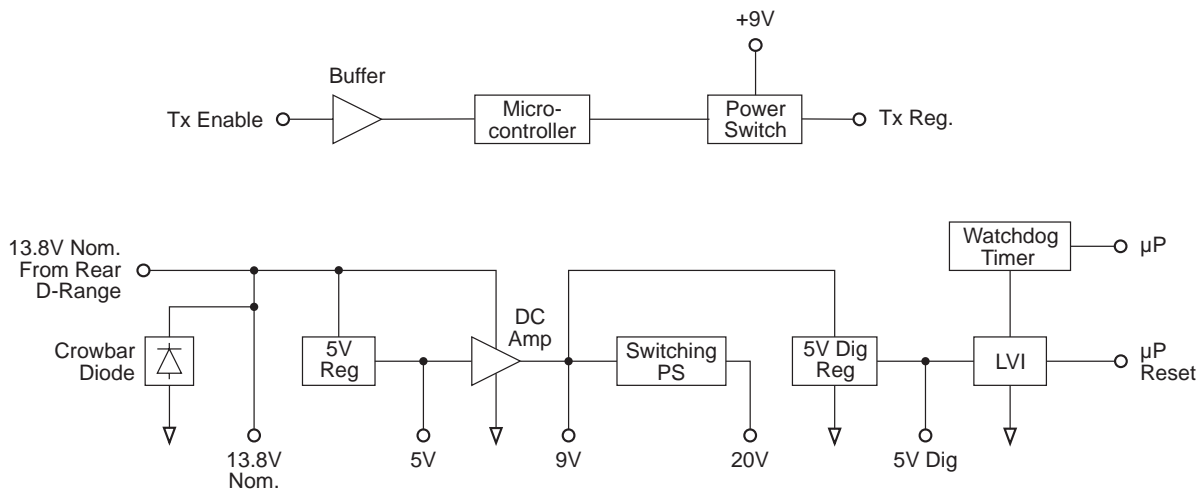 +9V
Buffer
Tx Enable
Micro-
controller
Power
Switch
Tx Reg.
13.8V Nom.
From Rear
D-Range
Watchdog
Timer
µP
Crowbar
Diode
5V
Reg
DC
Amp
Switching
PS
5V Dig
Reg
LVI
µP
Reset
13.8V
Nom.
5V
9V
20V
5V Dig